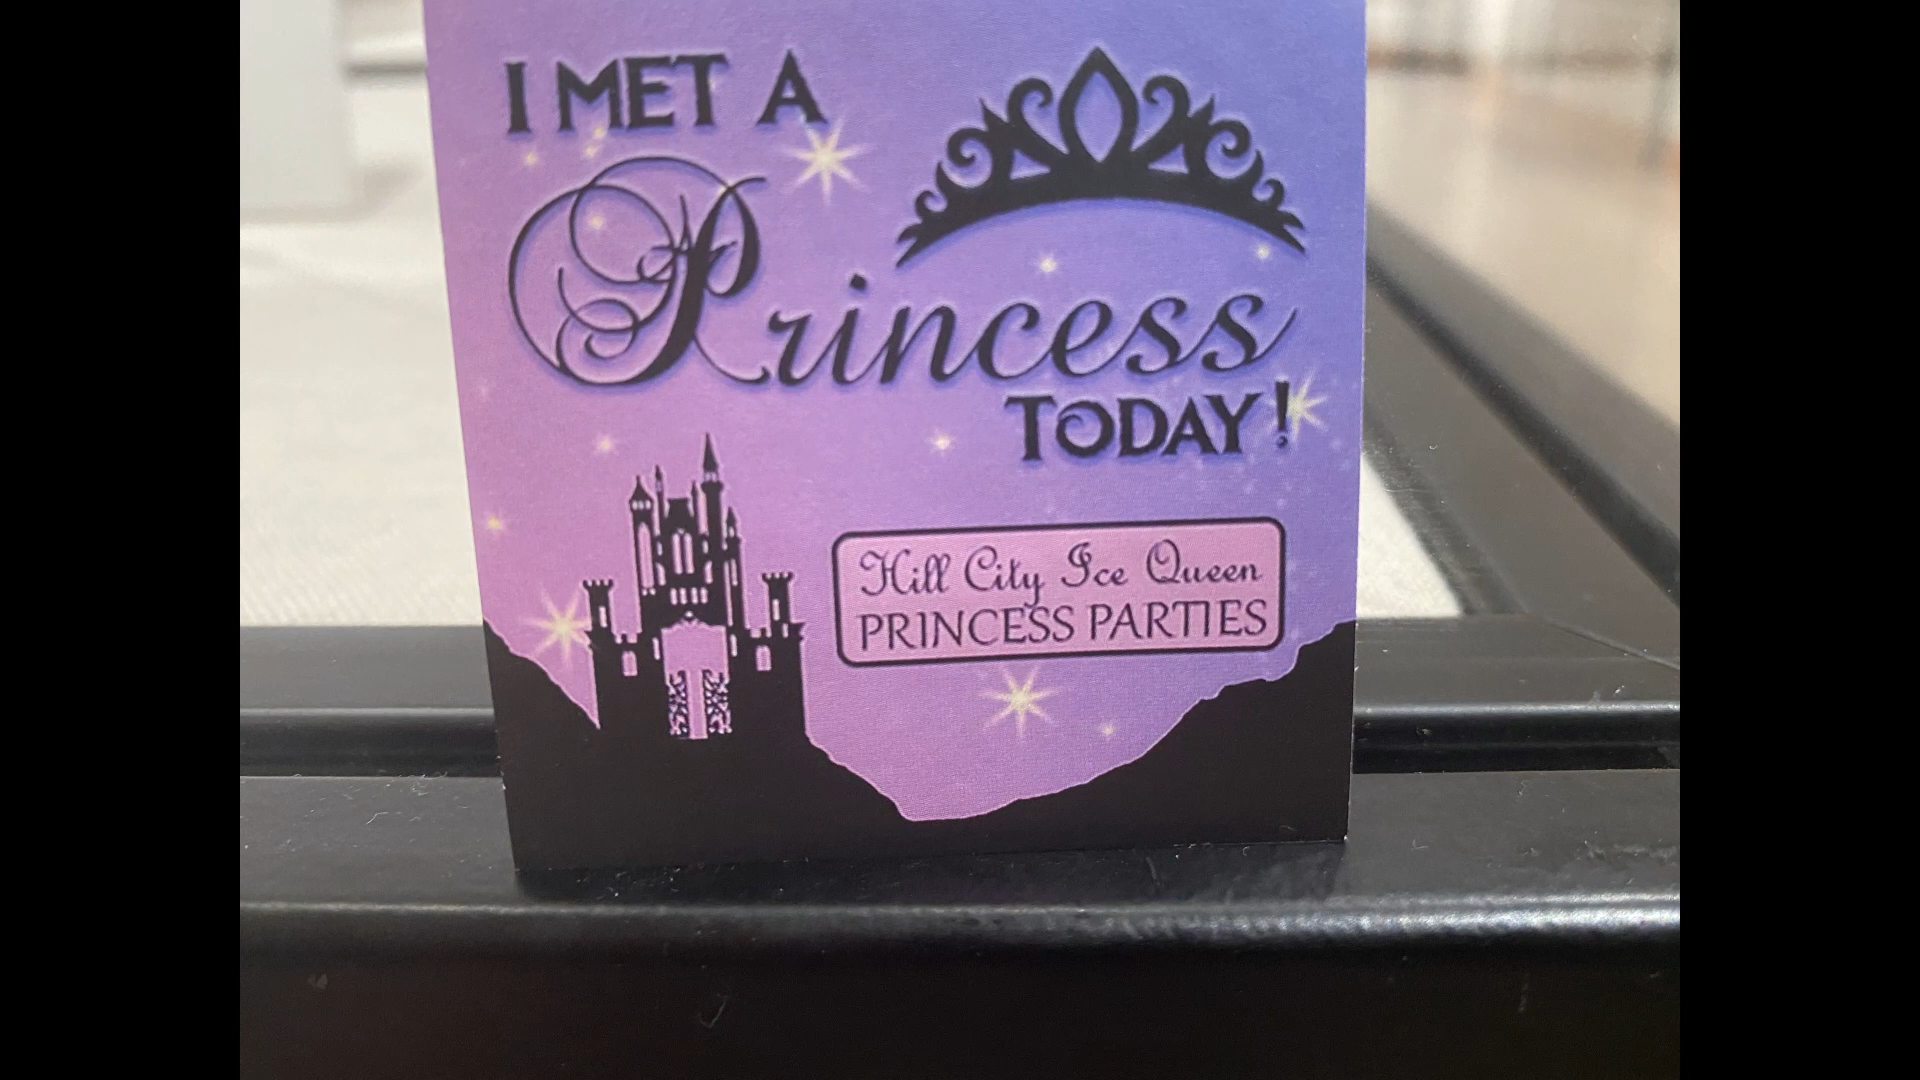 I MET A
Princess
TODAY!
Hill City Ice Queen
PRINCESS PARTIES